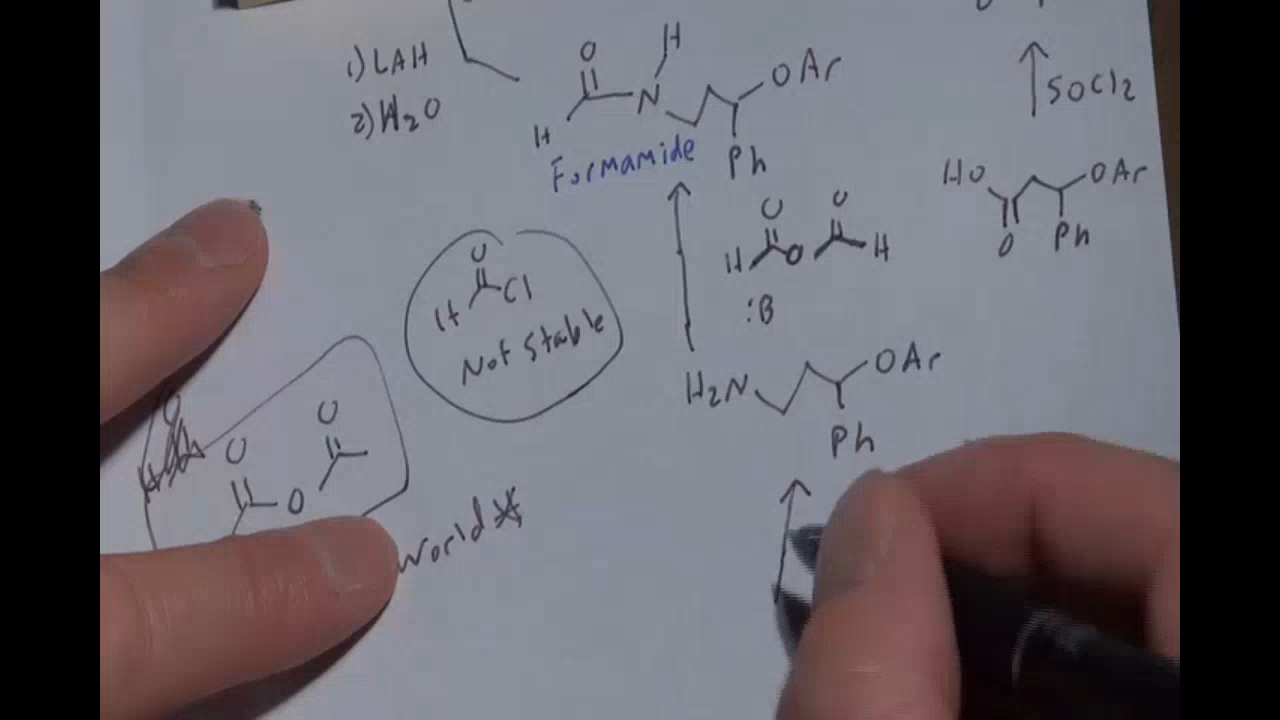 1) LAH
2) H2O
O
H
N
H
OAr
Ph
Formamide
SOCl2
HO
O
OAr
Ph
O
O
H
O
H
:B
O
H
Cl
Not Stable
H2N
OAr
Ph
O
O
O
World